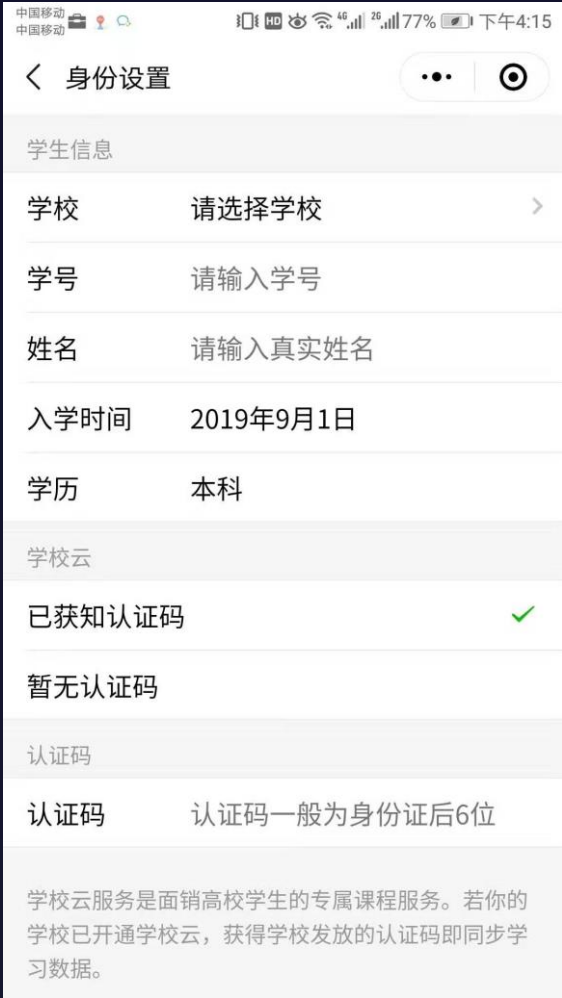 中国移动
中国移动
HD 4G 2G 77% 下午4:15
身份设置
学生信息
学校 请选择学校
学号 请输入学号
姓名 请输入真实姓名
入学时间 2019年9月1日
学历 本科
学校云
已获知认证码
暂无认证码
认证码
认证码 认证码一般为身份证后6位
学校云服务是面销高校学生的专属课程服务。若你的
学校已开通学校云，获得学校发放的认证码即同步学
习数据。